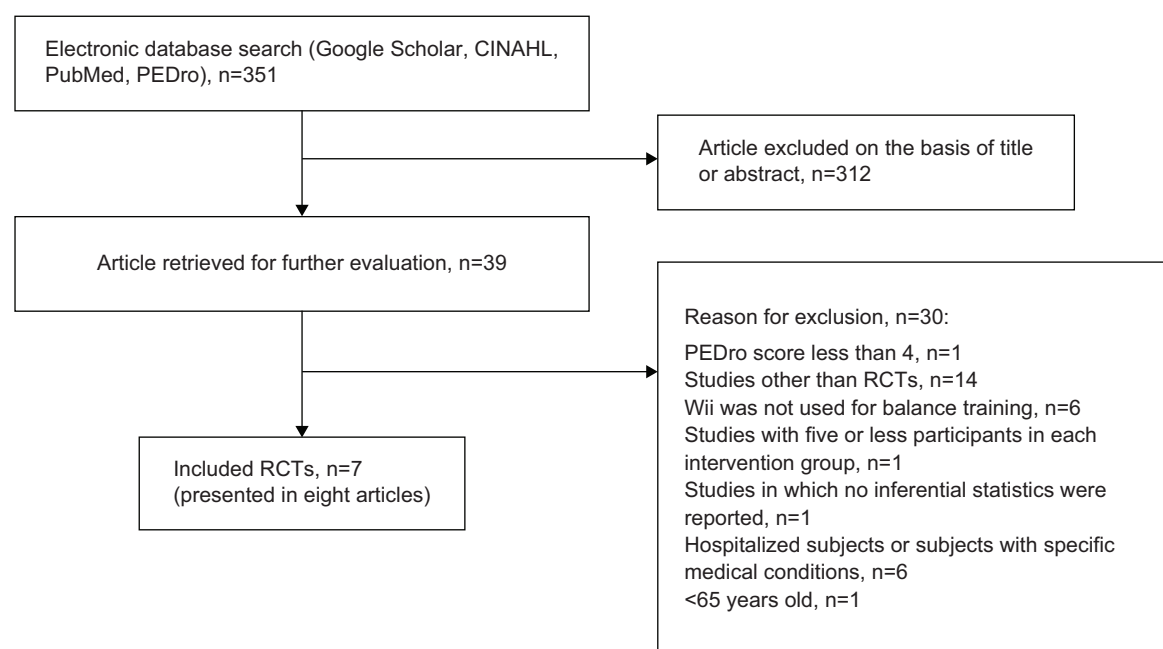 Electronic database search (Google Scholar, CINAHL,
PubMed, PEDro), n=351
Article excluded on the basis of title
or abstract, n=312
Article retrieved for further evaluation, n=39
Reason for exclusion, n=30:
PEDro score less than 4, n=1
Studies other than RCTs, n=14
Wii was not used for balance training, n=6
Studies with five or less participants in each
intervention group, n=1
Studies in which no inferential statistics were
reported, n=1
Hospitalized subjects or subjects with specific
medical conditions, n=6
<65 years old, n=1
Included RCTs, n=7
(presented in eight articles)